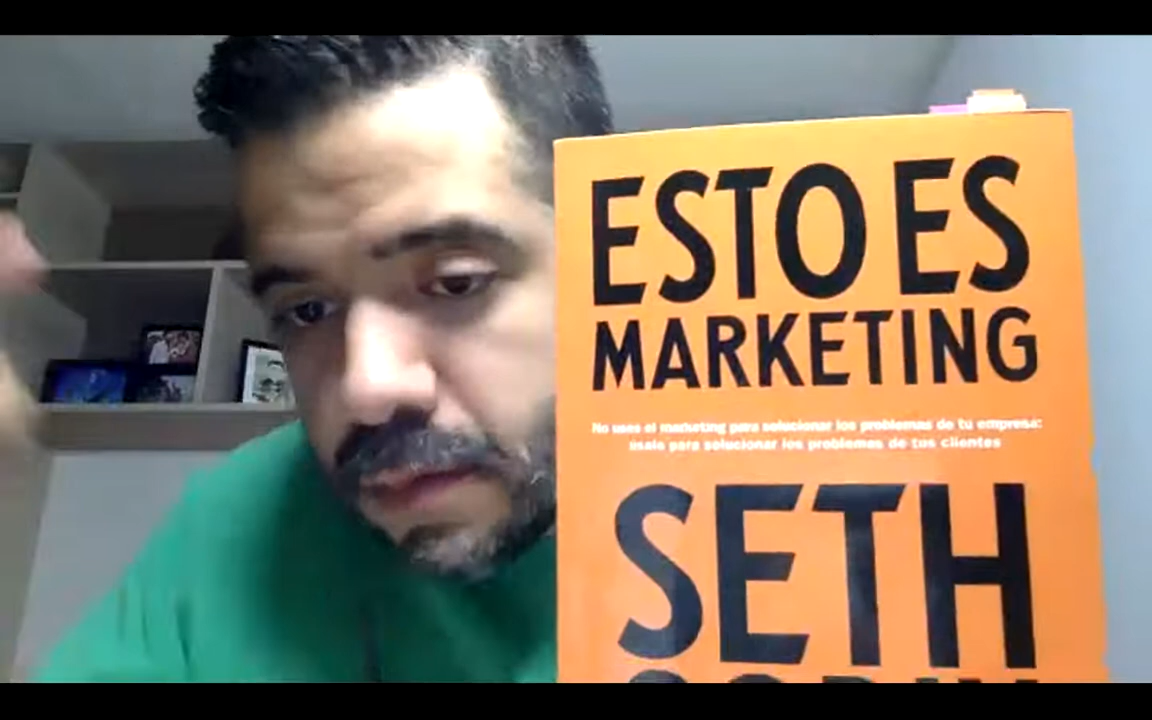 ESTO ES
MARKETING
No uses el marketing para solucionar los problemas de tu empresa:
úsalo para solucionar los problemas de tus clientes
SETH
GODIN